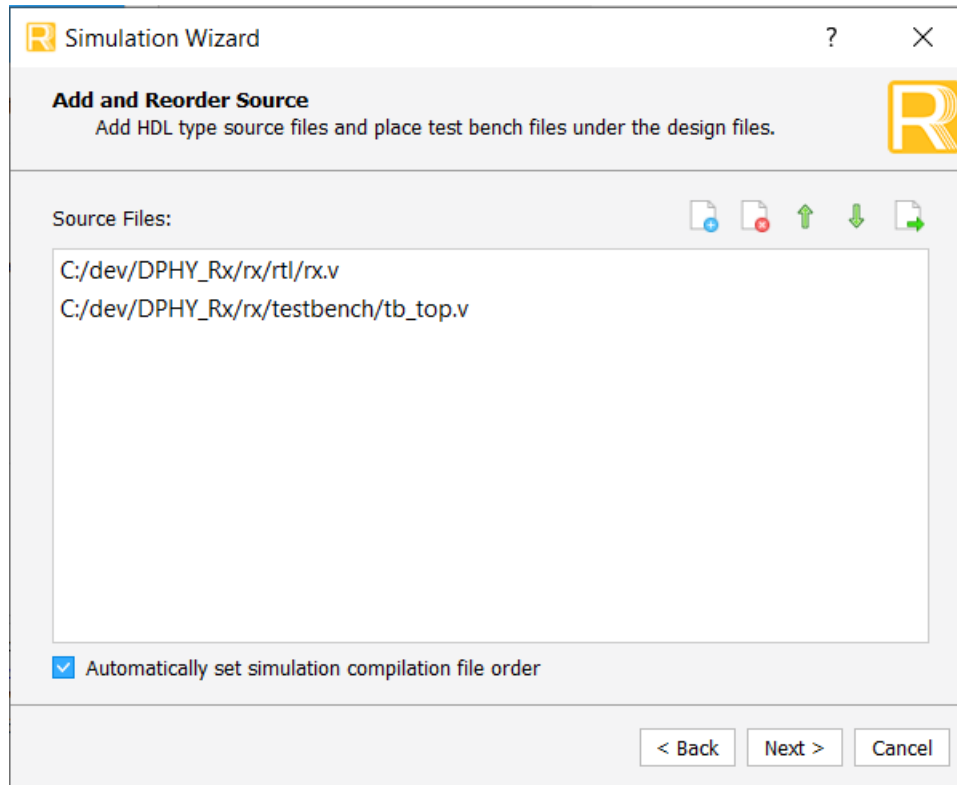 Simulation Wizard
?
Add and Reorder Source
Add HDL type source files and place test bench files under the design files.
Source Files:
C:/dev/DPHY_Rx/rx/rtl/rx.v
C:/dev/DPHY_Rx/rx/testbench/tb_top.v
Automatically set simulation compilation file order
< Back Next > Cancel